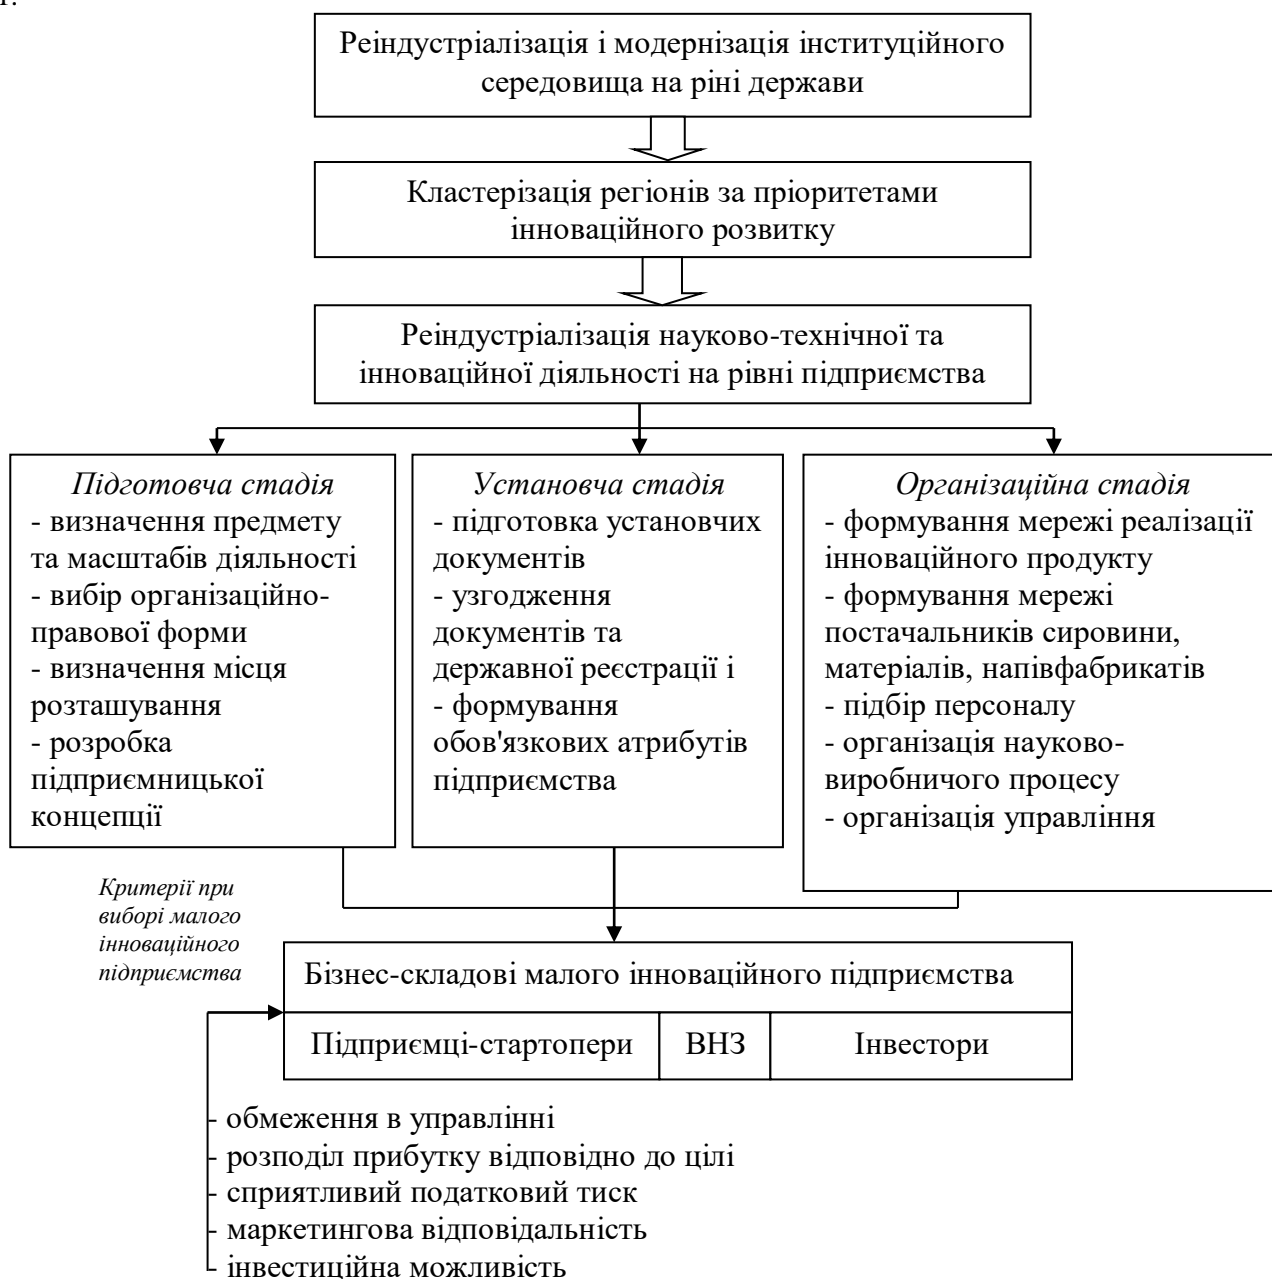 Реіндустріалізація і модернізація інституційного
середовища на ріні держави
Кластерізація регіонів за пріоритетами
інноваційного розвитку
Реіндустріалізація науково-технічної та
інноваційної діяльності на рівні підприємства
Підготовча стадія
- визначення предмету
та масштабів діяльності
- вибір організаційно-
правової форми
- визначення місця
розташування
- розробка
підприємницької
концепції
Установча стадія
- підготовка установчих
документів
- узгодження
документів та
державної реєстрації і
- формування
обов'язкових атрибутів
підприємства
Організаційна стадія
- формування мережі реалізації
інноваційного продукту
- формування мережі
постачальників сировини,
матеріалів, напівфабрикатів
- підбір персоналу
- організація науково-
виробничого процесу
- організація управління
Критерії при
виборі малого
інноваційного
підприємства
Бізнес-складові малого інноваційного підприємства
Підприємці-стартопери
ВНЗ
Інвестори
- обмеження в управлінні
- розподіл прибутку відповідно до цілі
- сприятливий податковий тиск
- маркетингова відповідальність
- інвестиційна можливість